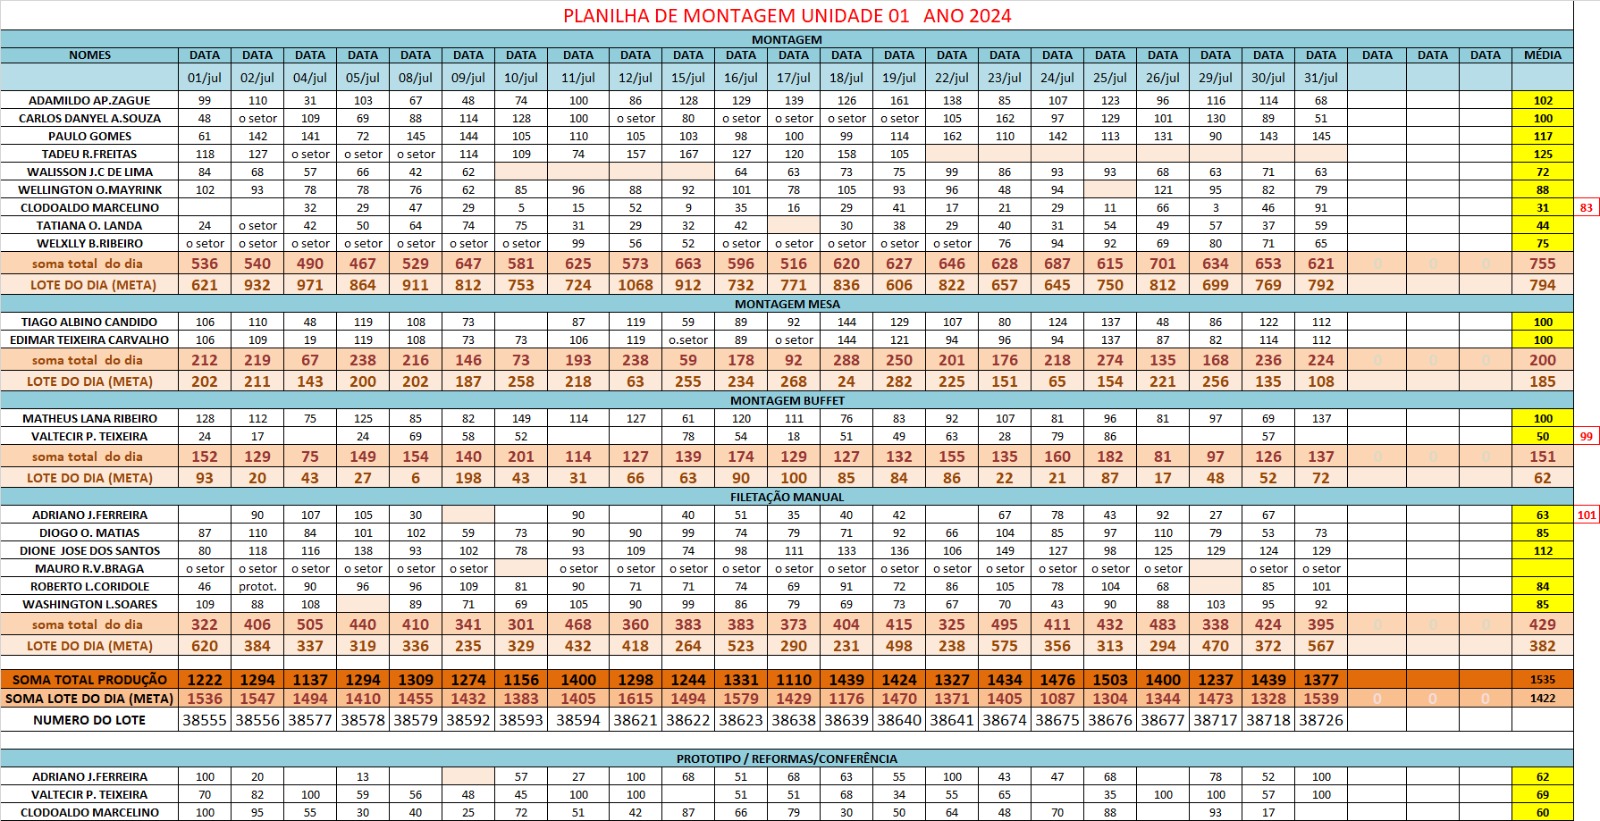 PLANILHA DE MONTAGEM UNIDADE 01 ANO 2024
MONTAGEM
NOMES DATA DATA DATA DATA DATA DATA DATA DATA DATA DATA DATA DATA DATA DATA DATA DATA DATA DATA DATA DATA DATA DATA DATA DATA DATA MÉDIA
01/jul 02/jul 04/jul 05/jul 08/jul 09/jul 10/jul 11/jul 12/jul 15/jul 16/jul 17/jul 18/jul 19/jul 22/jul 23/jul 24/jul 25/jul 26/jul 29/jul 30/jul 31/jul
ADAMILDO AP.ZAGUE 99 110 31 103 67 48 74 100 86 128 129 139 126 161 138 85 107 123 96 116 114 68 102
CARLOS DANYEL A.SOUZA 48 o setor 109 69 88 114 128 100 o setor 80 o setor o setor o setor o setor 105 162 97 129 101 130 89 51 100
PAULO GOMES 61 142 141 72 145 144 105 110 105 103 98 100 99 114 162 110 142 113 131 90 143 145 117
TADEU R.FREITAS 118 127 o setor o setor o setor 114 109 74 157 167 127 120 158 105 125
WALISSON J.C DE LIMA 84 68 57 66 42 62 64 63 73 75 99 86 93 93 68 63 71 63 72
WELLINGTON O.MAYRINK 102 93 78 78 76 62 85 96 88 92 101 78 105 93 96 48 94 121 95 82 79 88
CLODOALDO MARCELINO 32 29 47 29 5 15 52 9 35 16 29 41 17 21 29 11 66 3 46 91 31 83
TATIANA O. LANDA 24 o setor 42 50 64 74 75 31 29 32 42 30 38 29 40 31 54 49 57 37 59 44
WELXLLY B.RIBEIRO o setor o setor o setor o setor o setor o setor o setor 99 56 52 o setor o setor o setor o setor o setor 76 94 92 69 80 71 65 75
soma total do dia 536 540 490 467 529 647 581 625 573 663 596 516 620 627 646 628 687 615 701 634 653 621 0 0 0 755
LOTE DO DIA (META) 621 932 971 864 911 812 753 724 1068 912 732 771 836 606 822 657 645 750 812 699 769 792 794
MONTAGEM MESA
TIAGO ALBINO CANDIDO 106 110 48 119 108 73 87 119 59 89 92 144 129 107 80 124 137 48 86 122 112 100
EDIMAR TEIXEIRA CARVALHO 106 109 19 119 108 73 73 106 119 o.setor 89 o setor 144 121 94 96 94 137 87 82 114 112 100
soma total do dia 212 219 67 238 216 146 73 193 238 59 178 92 288 250 201 176 218 274 135 168 236 224 0 0 0 200
LOTE DO DIA (META) 202 211 143 200 202 187 258 218 63 255 234 268 24 282 225 151 65 154 221 256 135 108 185
MONTAGEM BUFFET
MATHEUS LANA RIBEIRO 128 112 75 125 85 82 149 114 127 61 120 111 76 83 92 107 81 96 81 97 69 137 100
VALTECIR P. TEIXEIRA 24 17 24 69 58 52 78 54 18 51 49 63 28 79 86 57 50 99
soma total do dia 152 129 75 149 154 140 201 114 127 139 174 129 127 132 155 135 160 182 81 97 126 137 0 0 0 151
LOTE DO DIA (META) 93 20 43 27 6 198 43 31 66 63 90 100 85 84 86 22 21 87 17 48 52 72 62
FILETAÇÃO MANUAL
ADRIANO J.FERREIRA 90 107 105 30 90 40 51 35 40 42 67 78 43 92 27 67 63 101
DIOGO O. MATIAS 87 110 84 101 102 59 73 90 90 99 74 79 71 92 66 104 85 97 110 79 53 73 85
DIONE JOSE DOS SANTOS 80 118 116 138 93 102 78 93 109 74 98 111 133 136 106 149 127 98 125 129 124 129 112
MAURO R.V.BRAGA o setor o setor o setor o setor o setor o setor o setor o setor o setor o setor o setor o setor o setor o setor o setor o setor o setor o setor o setor o setor
ROBERTO L.CORIDOLE 46 protot. 90 96 96 109 81 90 71 71 74 69 91 72 86 105 78 104 68 85 101 84
WASHINGTON L.SOARES 109 88 108 89 71 69 105 90 99 86 79 69 73 67 70 43 90 88 103 95 92 85
soma total do dia 322 406 505 440 410 341 301 468 360 383 383 373 404 415 325 495 411 432 483 338 424 395 0 0 0 429
LOTE DO DIA (META) 620 384 337 319 336 235 329 432 418 264 523 290 231 498 238 575 356 313 294 470 372 567 382
SOMA TOTAL PRODUÇÃO 1222 1294 1137 1294 1309 1274 1156 1400 1298 1244 1331 1110 1439 1424 1327 1434 1476 1503 1400 1237 1439 1377 1535
SOMA LOTE DO DIA (META) 1536 1547 1494 1410 1455 1432 1383 1405 1615 1494 1579 1429 1176 1470 1371 1405 1087 1304 1344 1473 1328 1539 0 0 0 1422
NUMERO DO LOTE 38555 38556 38577 38578 38579 38592 38593 38594 38621 38622 38623 38638 38639 38640 38641 38674 38675 38676 38677 38717 38718 38726
PROTOTIPO / REFORMAS/CONFERÊNCIA
ADRIANO J.FERREIRA 100 20 13 57 27 100 68 51 68 63 55 100 43 47 68 78 52 100 62
VALTECIR P. TEIXEIRA 70 82 100 59 56 48 45 100 100 51 51 68 34 55 65 35 100 100 57 100 69
CLODOALDO MARCELINO 100 95 55 30 40 25 72 51 42 87 66 79 30 50 64 48 70 88 93 17 60